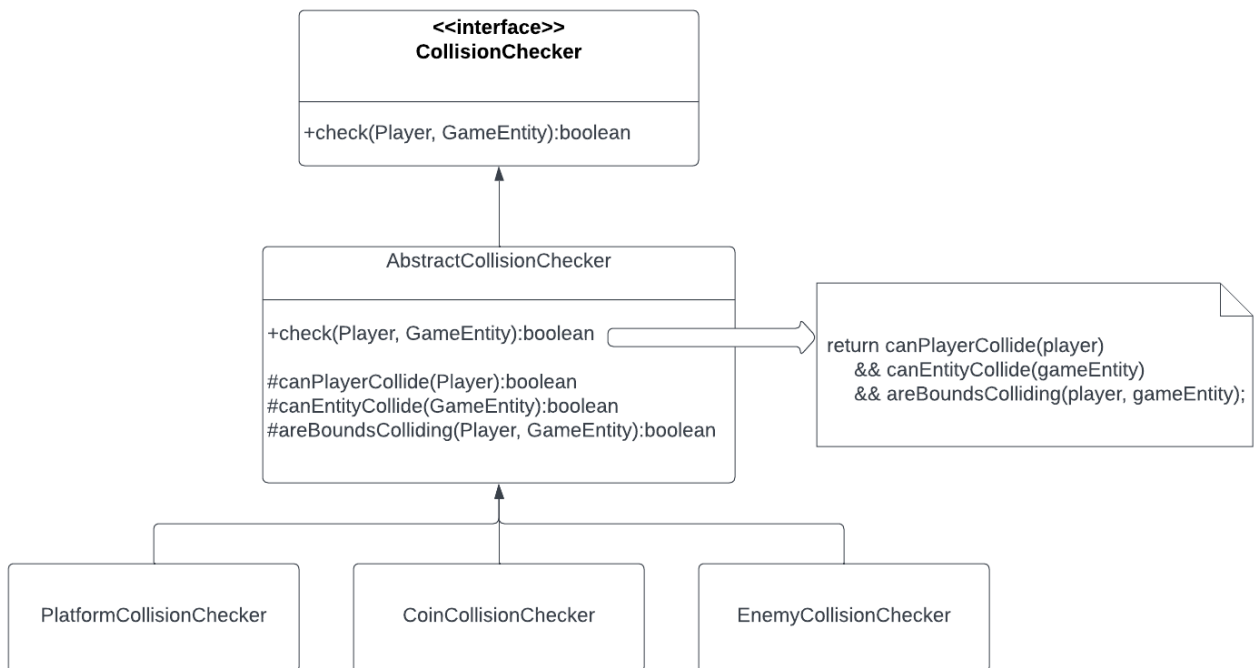 <<interface>>
CollisionChecker
+check(Player, GameEntity):boolean
AbstractCollisionChecker
+check(Player, GameEntity):boolean
#canPlayerCollide(Player):boolean
#canEntityCollide(GameEntity):boolean
#areBoundsColliding(Player, GameEntity):boolean
return canPlayerCollide(player)
&& canEntityCollide(gameEntity)
&& areBoundsColliding(player, gameEntity);
PlatformCollisionChecker
CoinCollisionChecker
EnemyCollisionChecker